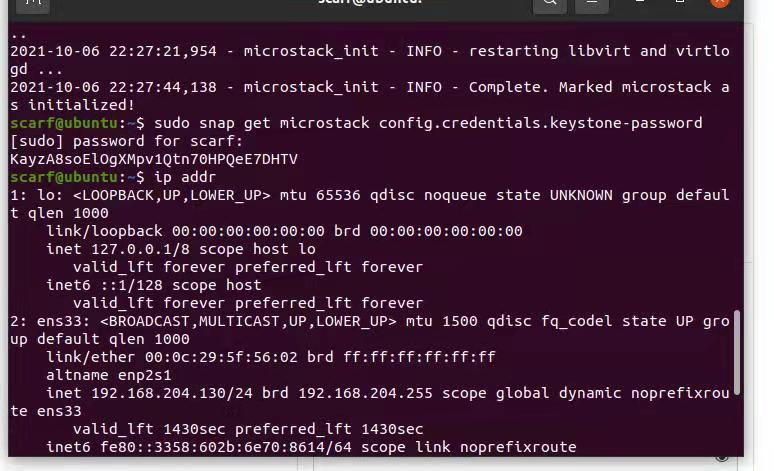 scarf@ubuntu:
..
2021-10-06 22:27:21,954 - microstack_init - INFO - restarting libvirt and virtlo
gd ...
2021-10-06 22:27:44,138 - microstack_init - INFO - Complete. Marked microstack a
s initialized!
scarf@ubuntu:~$ sudo snap get microstack config.credentials.keystone-password
[sudo] password for scarf:
KayzA8soElOgXMpv1Qtn70HPQeE7DHTV
scarf@ubuntu:~$ ip addr
1: lo: <LOOPBACK,UP,LOWER_UP> mtu 65536 qdisc noqueue state UNKNOWN group defaul
t qlen 1000
    link/loopback 00:00:00:00:00:00 brd 00:00:00:00:00:00
    inet 127.0.0.1/8 scope host lo
       valid_lft forever preferred_lft forever
    inet6 ::1/128 scope host
       valid_lft forever preferred_lft forever
2: ens33: <BROADCAST,MULTICAST,UP,LOWER_UP> mtu 1500 qdisc fq_codel state UP gro
up default qlen 1000
    link/ether 00:0c:29:5f:56:02 brd ff:ff:ff:ff:ff:ff
    altname enp2s1
    inet 192.168.204.130/24 brd 192.168.204.255 scope global dynamic noprefixrou
te ens33
       valid_lft 1430sec preferred_lft 1430sec
    inet6 fe80::3358:602b:6e70:8614/64 scope link noprefixroute